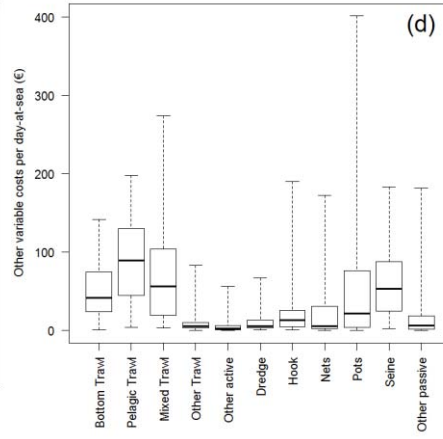 (d)
Other variable costs per day-at-sea (€)
400
300
200
100
0
Bottom Trawl
Pelagic Trawl
Mixed Trawl
Other Trawl
Other active
Dredge
Hook
Nets
Pots
Seine
Other passive